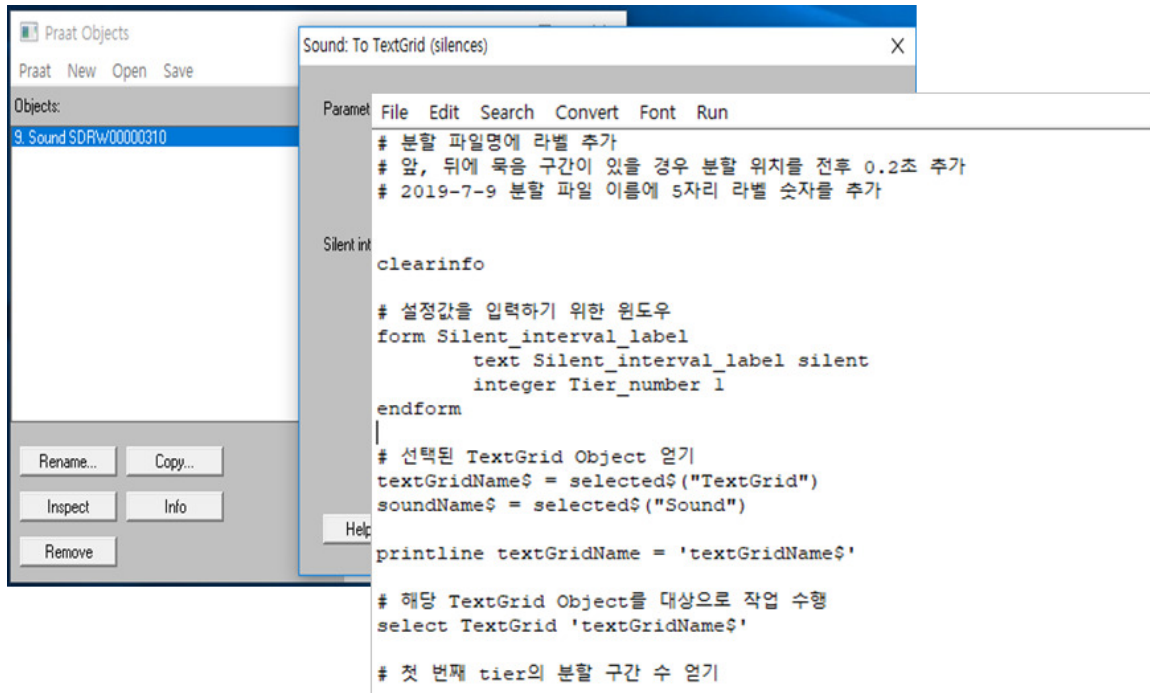 Praat Objects
Praat New Open Save
Objects:
9. Sound SDRW00000310
Rename... Copy...
Inspect Info
Remove
Sound: To TextGrid (silences)
Paramet
Silent int
Help
File Edit Search Convert Font Run
# 분할 파일명에 라벨 추가
# 앞, 뒤에 묵음 구간이 있을 경우 분할 위치를 전후 0.2초 추가
# 2019-7-9 분할 파일 이름에 5자리 라벨 숫자를 추가
clearinfo
# 설정값을 입력하기 위한 윈도우
form Silent_interval_label
text Silent_interval_label silent
integer Tier_number 1
endform
# 선택된 TextGrid Object 얻기
textGridName$ = selected$("TextGrid")
soundName$ = selected$("Sound")
printline textGridName = 'textGridName$'
# 해당 TextGrid Object를 대상으로 작업 수행
select TextGrid 'textGridName$'
# 첫 번째 tier의 분할 구간 수 얻기